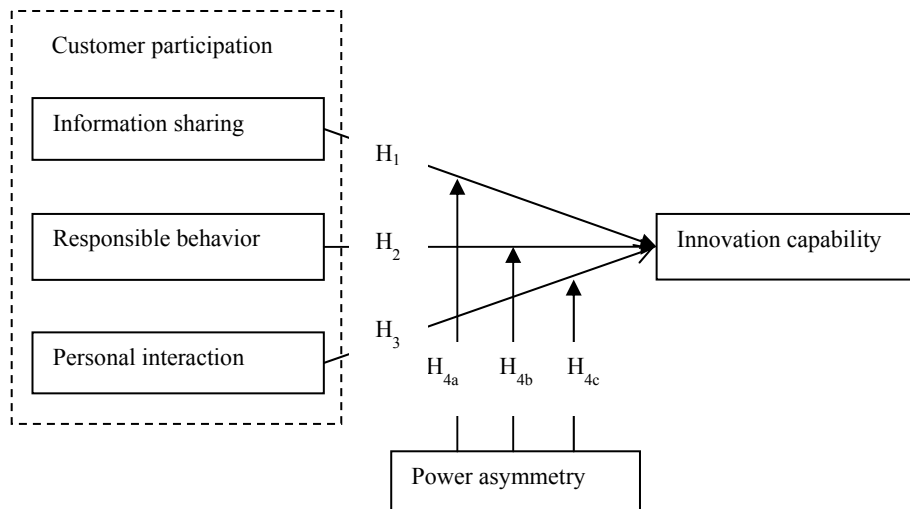 Customer participation
Information sharing
H1
Responsible behavior
H2
Innovation capability
Personal interaction
H3
H4a H4b H4c
Power asymmetry